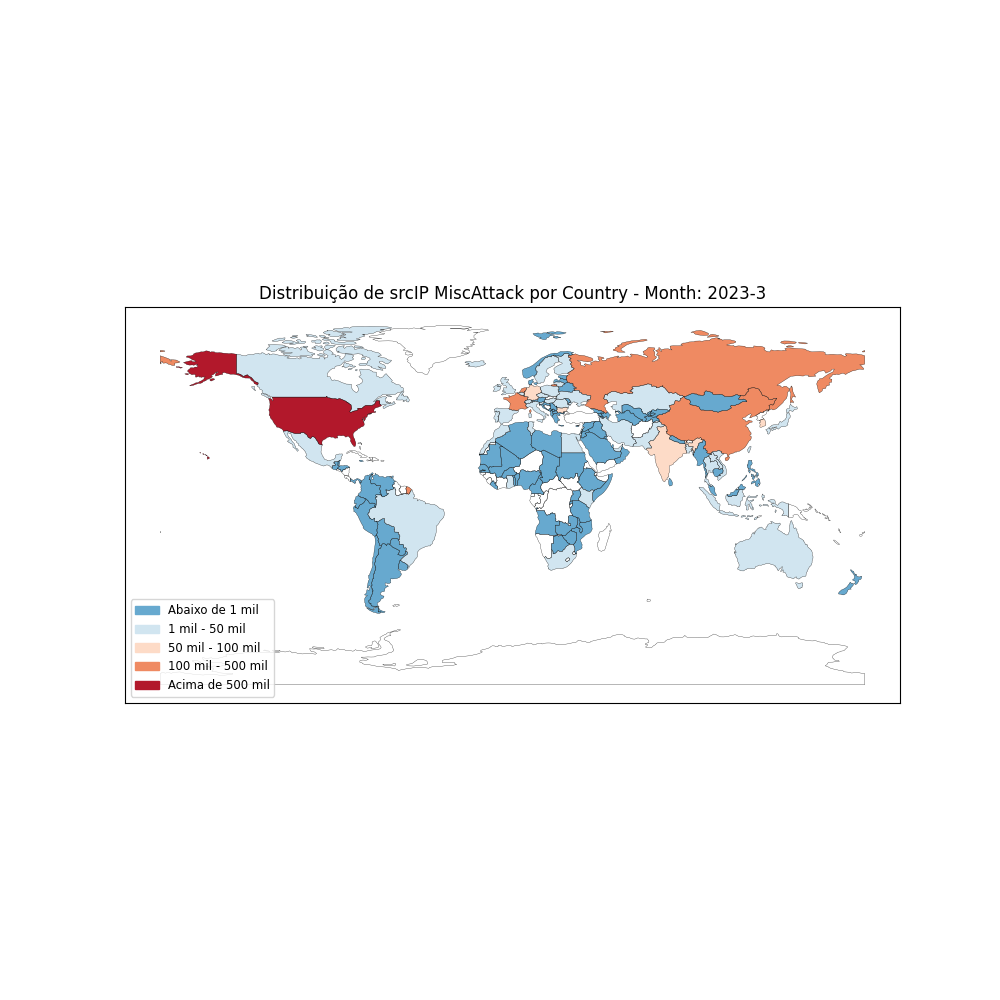 Distribuição de srcIP MiscAttack por Country - Month: 2023-3
Abaixo de 1 mil
1 mil - 50 mil
50 mil - 100 mil
100 mil - 500 mil
Acima de 500 mil